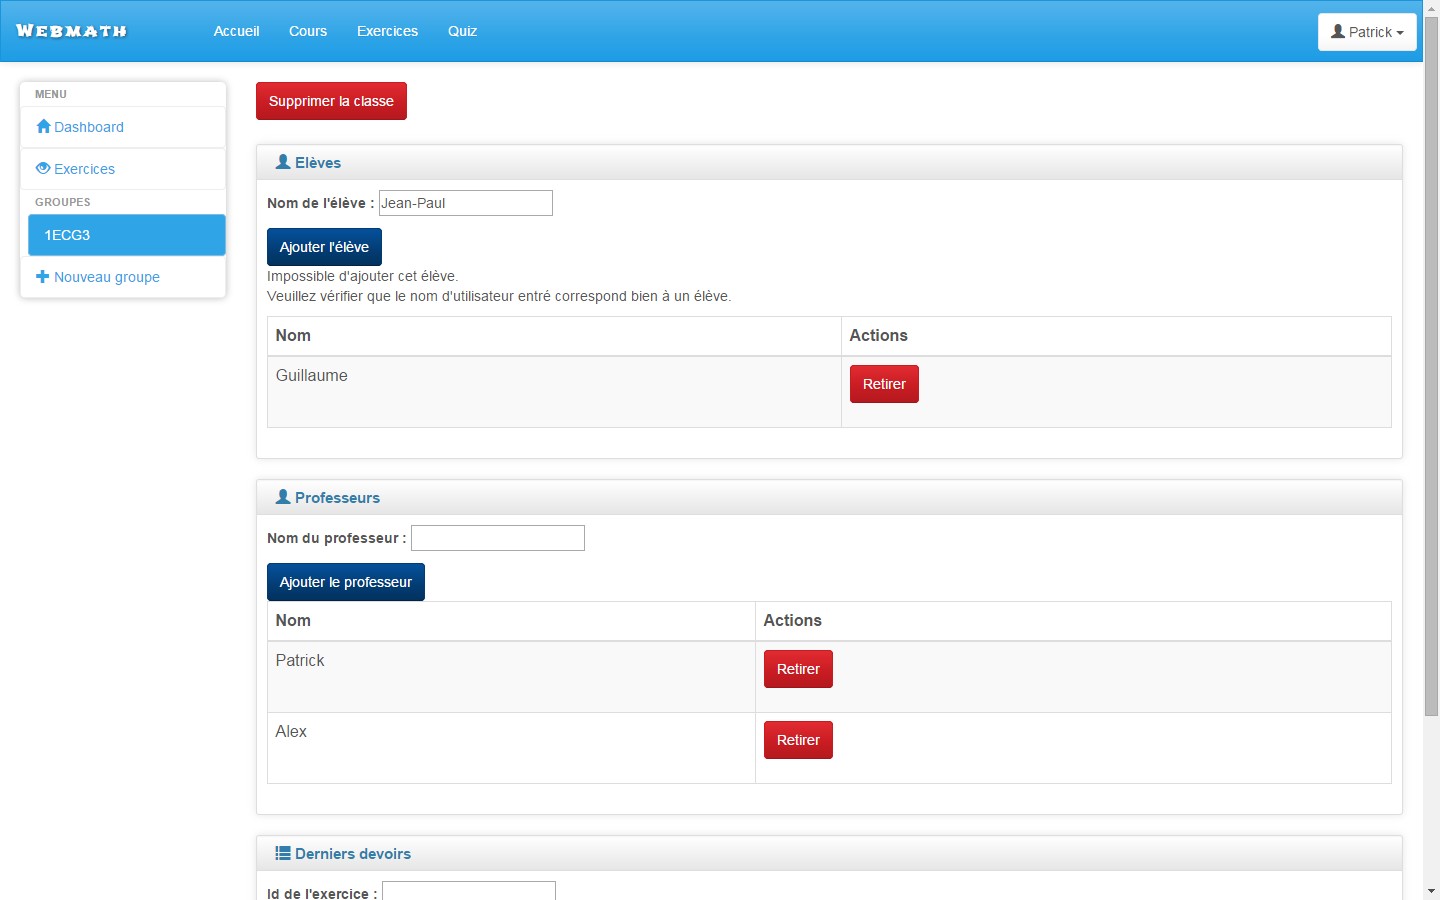 WEBMATH Accueil Cours Exercices Quiz Patrick
MENU
Dashboard
Exercices
GROUPES
1ECG3
Nouveau groupe
Supprimer la classe
Elèves
Nom de l'élève : Jean-Paul
Ajouter l'élève
Impossible d'ajouter cet élève.
Veuillez vérifier que le nom d'utilisateur entré correspond bien à un élève.
Nom Actions
Guillaume Retirer
Professeurs
Nom du professeur :
Ajouter le professeur
Nom Actions
Patrick Retirer
Alex Retirer
Derniers devoirs
Id de l'exercice :